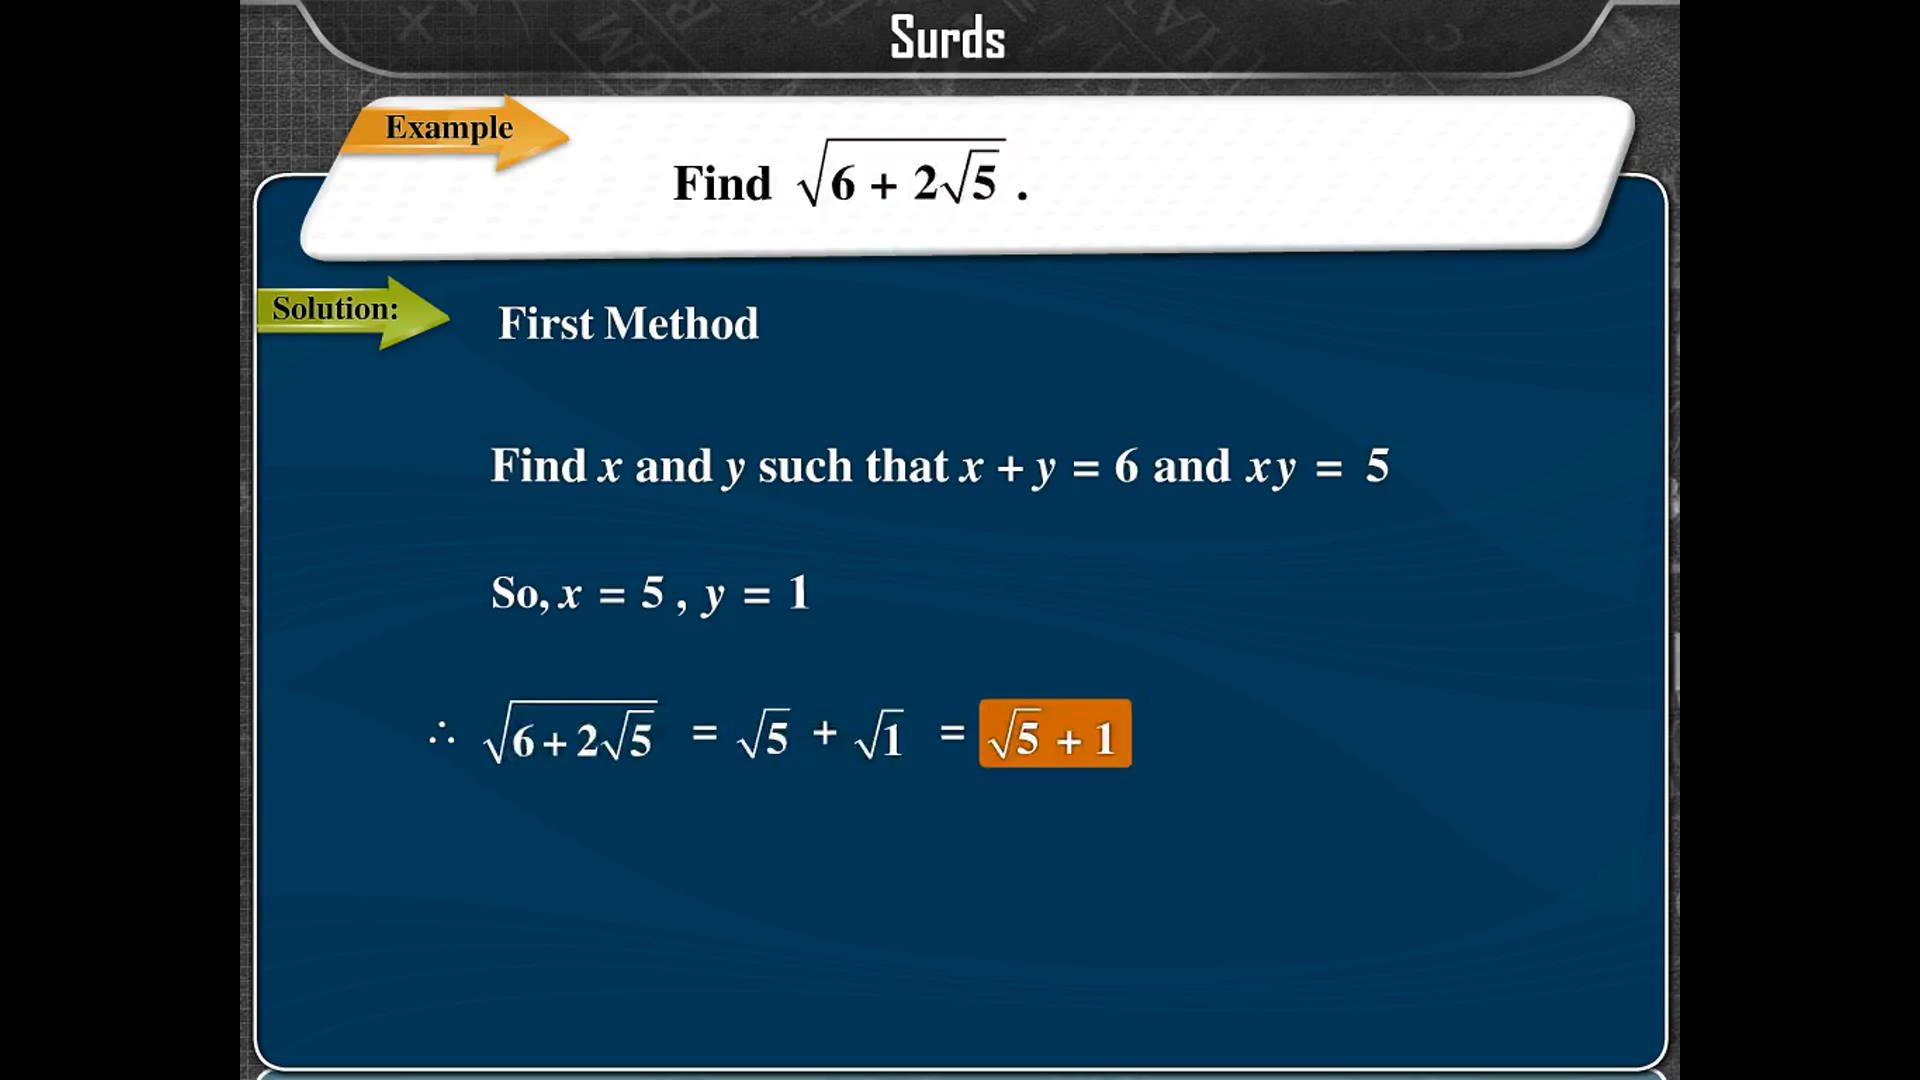 Surds
Example
Find √(6 + 2√5) .
Solution:
First Method
Find x and y such that x + y = 6 and xy = 5
So, x = 5 , y = 1
∴ √(6 + 2√5) = √5 + √1 = √5 + 1